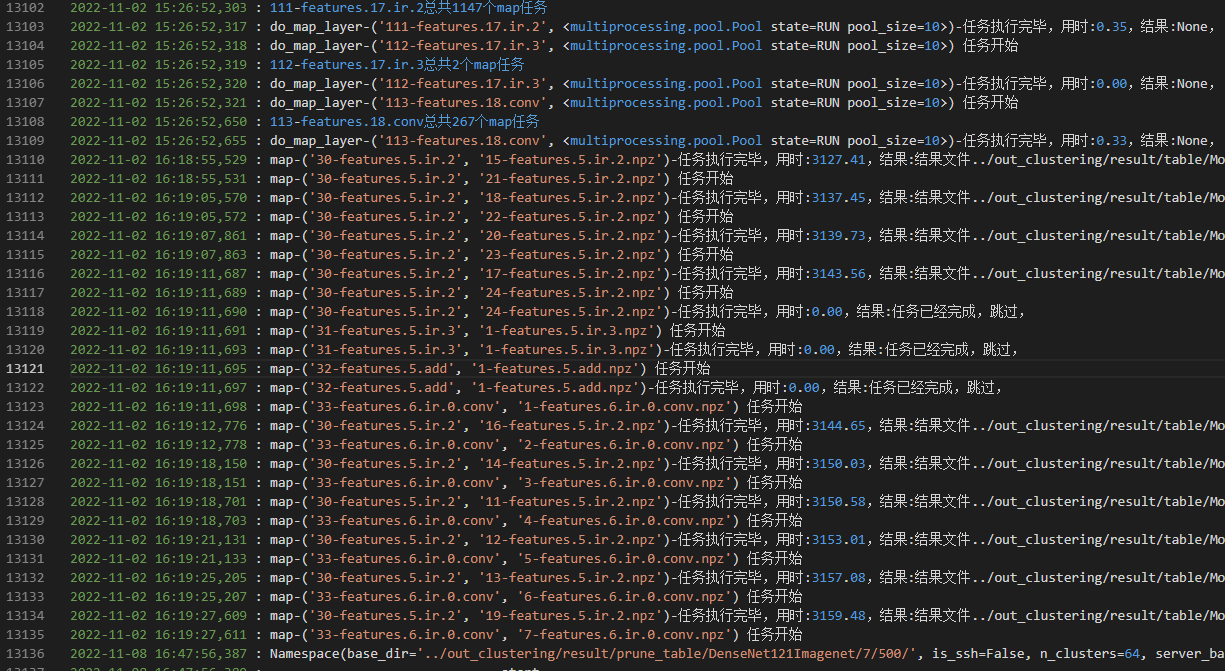 13102 2022-11-02 15:26:52,303 : 111-features.17.ir.2总共1147个map任务
13103 2022-11-02 15:26:52,317 : do_map_layer-('111-features.17.ir.2', <multiprocessing.pool.Pool state=RUN pool_size=10>)-任务执行完毕，用时:0.35，结果:None，
13104 2022-11-02 15:26:52,318 : do_map_layer-('112-features.17.ir.3', <multiprocessing.pool.Pool state=RUN pool_size=10>) 任务开始
13105 2022-11-02 15:26:52,319 : 112-features.17.ir.3总共2个map任务
13106 2022-11-02 15:26:52,320 : do_map_layer-('112-features.17.ir.3', <multiprocessing.pool.Pool state=RUN pool_size=10>)-任务执行完毕，用时:0.00，结果:None，
13107 2022-11-02 15:26:52,321 : do_map_layer-('113-features.18.conv', <multiprocessing.pool.Pool state=RUN pool_size=10>) 任务开始
13108 2022-11-02 15:26:52,650 : 113-features.18.conv总共267个map任务
13109 2022-11-02 15:26:52,655 : do_map_layer-('113-features.18.conv', <multiprocessing.pool.Pool state=RUN pool_size=10>)-任务执行完毕，用时:0.33，结果:None，
13110 2022-11-02 16:18:55,529 : map-('30-features.5.ir.2', '15-features.5.ir.2.npz')-任务执行完毕，用时:3127.41，结果:结果文件../out_clustering/result/table/Mo
13111 2022-11-02 16:18:55,531 : map-('30-features.5.ir.2', '21-features.5.ir.2.npz') 任务开始
13112 2022-11-02 16:19:05,570 : map-('30-features.5.ir.2', '18-features.5.ir.2.npz')-任务执行完毕，用时:3137.45，结果:结果文件../out_clustering/result/table/Mo
13113 2022-11-02 16:19:05,572 : map-('30-features.5.ir.2', '22-features.5.ir.2.npz') 任务开始
13114 2022-11-02 16:19:07,861 : map-('30-features.5.ir.2', '20-features.5.ir.2.npz')-任务执行完毕，用时:3139.73，结果:结果文件../out_clustering/result/table/Mo
13115 2022-11-02 16:19:07,863 : map-('30-features.5.ir.2', '23-features.5.ir.2.npz') 任务开始
13116 2022-11-02 16:19:11,687 : map-('30-features.5.ir.2', '17-features.5.ir.2.npz')-任务执行完毕，用时:3143.56，结果:结果文件../out_clustering/result/table/Mo
13117 2022-11-02 16:19:11,689 : map-('30-features.5.ir.2', '24-features.5.ir.2.npz') 任务开始
13118 2022-11-02 16:19:11,690 : map-('30-features.5.ir.2', '24-features.5.ir.2.npz')-任务执行完毕，用时:0.00，结果:任务已经完成，跳过，
13119 2022-11-02 16:19:11,691 : map-('31-features.5.ir.3', '1-features.5.ir.3.npz') 任务开始
13120 2022-11-02 16:19:11,693 : map-('31-features.5.ir.3', '1-features.5.ir.3.npz')-任务执行完毕，用时:0.00，结果:任务已经完成，跳过，
13121 2022-11-02 16:19:11,695 : map-('32-features.5.add', '1-features.5.add.npz') 任务开始
13122 2022-11-02 16:19:11,697 : map-('32-features.5.add', '1-features.5.add.npz')-任务执行完毕，用时:0.00，结果:任务已经完成，跳过，
13123 2022-11-02 16:19:11,698 : map-('33-features.6.ir.0.conv', '1-features.6.ir.0.conv.npz') 任务开始
13124 2022-11-02 16:19:12,776 : map-('30-features.5.ir.2', '16-features.5.ir.2.npz')-任务执行完毕，用时:3144.65，结果:结果文件../out_clustering/result/table/Mo
13125 2022-11-02 16:19:12,778 : map-('33-features.6.ir.0.conv', '2-features.6.ir.0.conv.npz') 任务开始
13126 2022-11-02 16:19:18,150 : map-('30-features.5.ir.2', '14-features.5.ir.2.npz')-任务执行完毕，用时:3150.03，结果:结果文件../out_clustering/result/table/Mo
13127 2022-11-02 16:19:18,151 : map-('33-features.6.ir.0.conv', '3-features.6.ir.0.conv.npz') 任务开始
13128 2022-11-02 16:19:18,701 : map-('30-features.5.ir.2', '11-features.5.ir.2.npz')-任务执行完毕，用时:3150.58，结果:结果文件../out_clustering/result/table/Mo
13129 2022-11-02 16:19:18,703 : map-('33-features.6.ir.0.conv', '4-features.6.ir.0.conv.npz') 任务开始
13130 2022-11-02 16:19:21,131 : map-('30-features.5.ir.2', '12-features.5.ir.2.npz')-任务执行完毕，用时:3153.01，结果:结果文件../out_clustering/result/table/Mo
13131 2022-11-02 16:19:21,133 : map-('33-features.6.ir.0.conv', '5-features.6.ir.0.conv.npz') 任务开始
13132 2022-11-02 16:19:25,205 : map-('30-features.5.ir.2', '13-features.5.ir.2.npz')-任务执行完毕，用时:3157.08，结果:结果文件../out_clustering/result/table/Mo
13133 2022-11-02 16:19:25,207 : map-('33-features.6.ir.0.conv', '6-features.6.ir.0.conv.npz') 任务开始
13134 2022-11-02 16:19:27,609 : map-('30-features.5.ir.2', '19-features.5.ir.2.npz')-任务执行完毕，用时:3159.48，结果:结果文件../out_clustering/result/table/Mo
13135 2022-11-02 16:19:27,611 : map-('33-features.6.ir.0.conv', '7-features.6.ir.0.conv.npz') 任务开始
13136 2022-11-08 16:47:56,387 : Namespace(base_dir='../out_clustering/result/prune_table/DenseNet121Imagenet/7/500/', is_ssh=False, n_clusters=64, server_ba